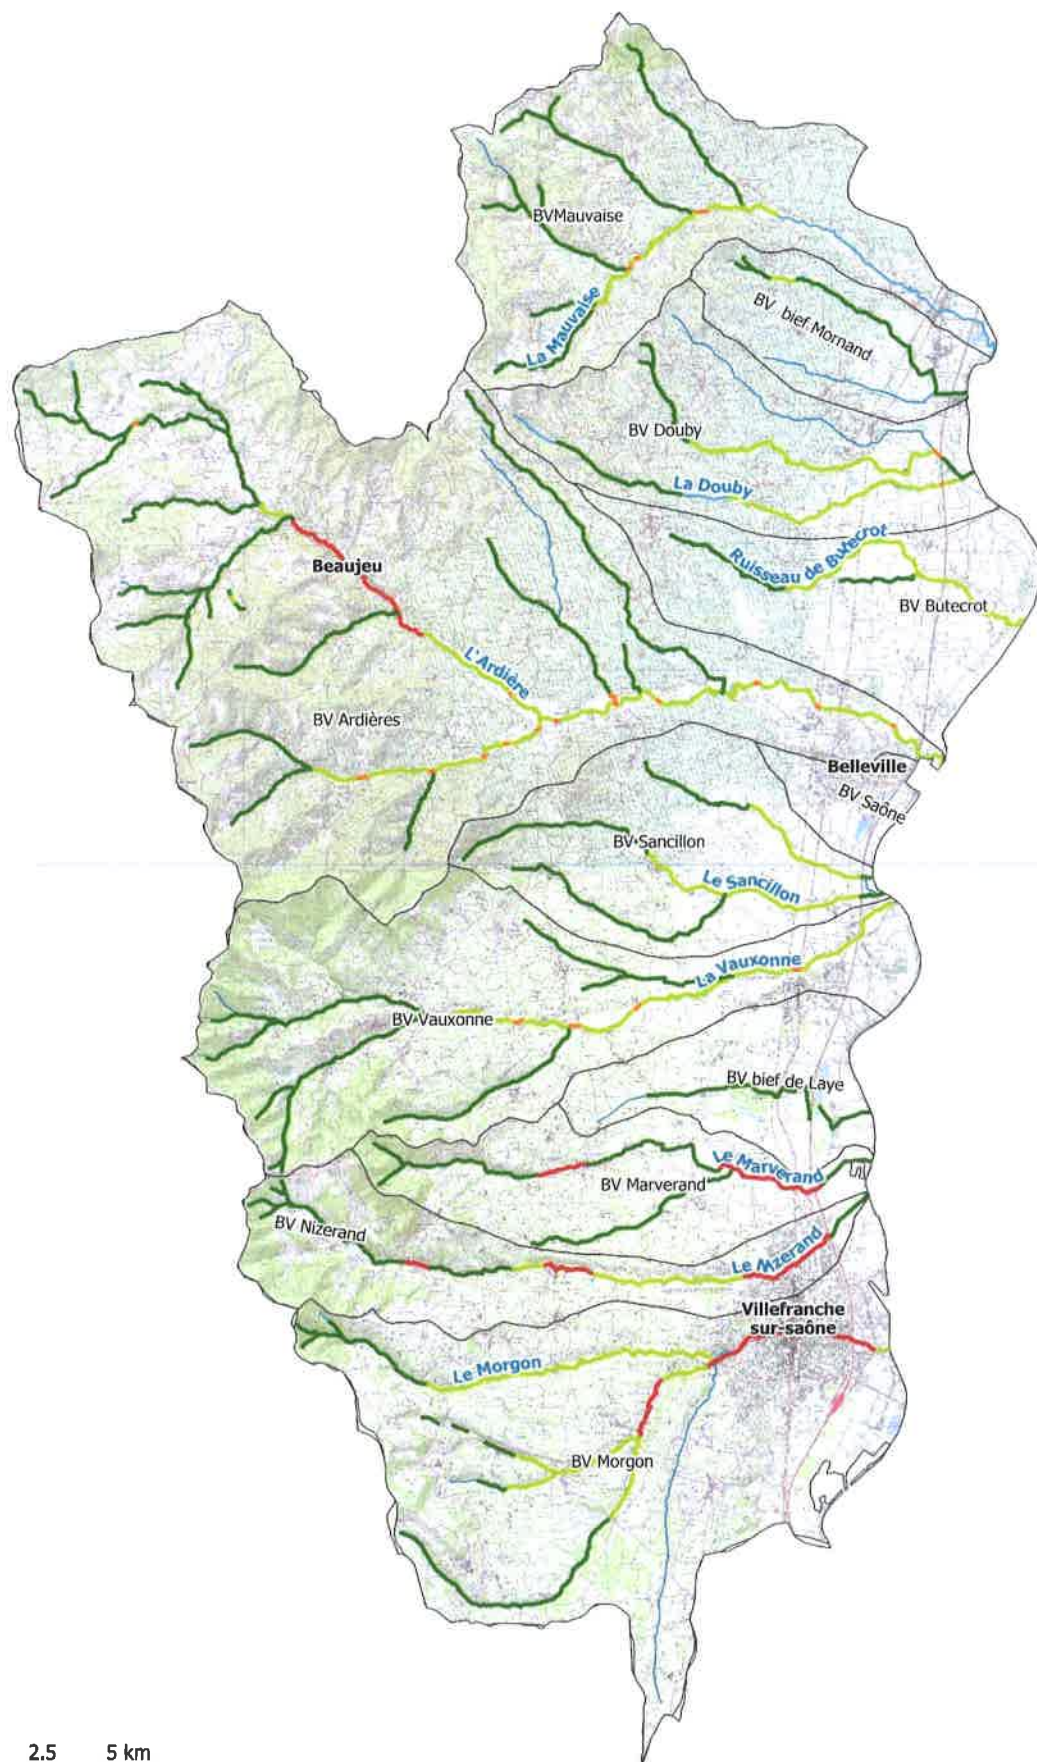 BVMauvaise
La Mauvaise
BV bief Mornand
BV Douby
La Douby
Ruisseau de Butecrot
Beaujeu
BV Butecrot
L'Ardière
BV Ardières
Belleville
BV Saône
BV Sancillon
Le Sancillon
La Vauxonne
BV Vauxonne
BV bief de Laye
Le Marverand
BV Marverand
BV Nizerand
Le Nizerand
Villefranche
sur-saône
Le Morgon
BV Morgon
2.5 5 km